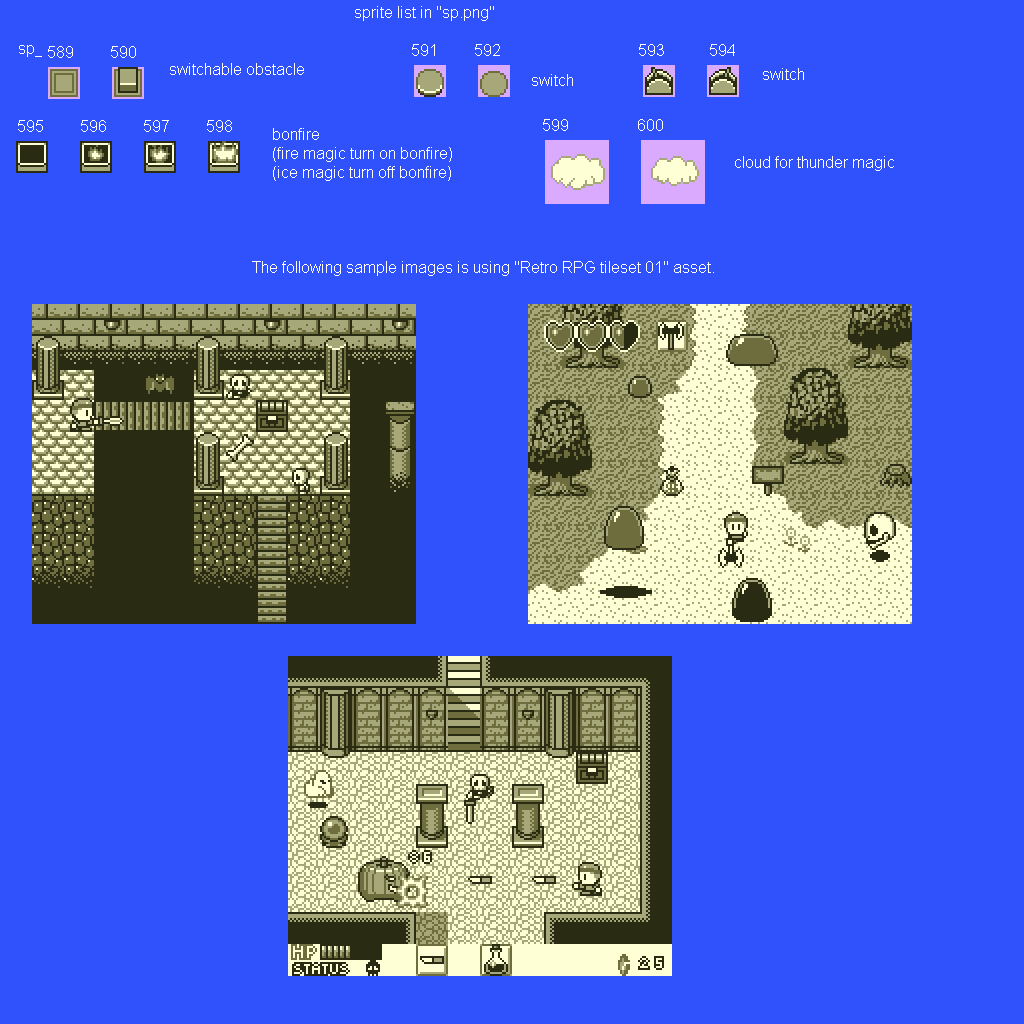 sprite list in "sp.png"
sp_ 589 590 591 592 593 594
switchable obstacle
switch
switch
595 596 597 598 599 600
bonfire
(fire magic turn on bonfire)
(ice magic turn off bonfire)
cloud for thunder magic
The following sample images is using "Retro RPG tileset 01" asset.
HP
STATUS